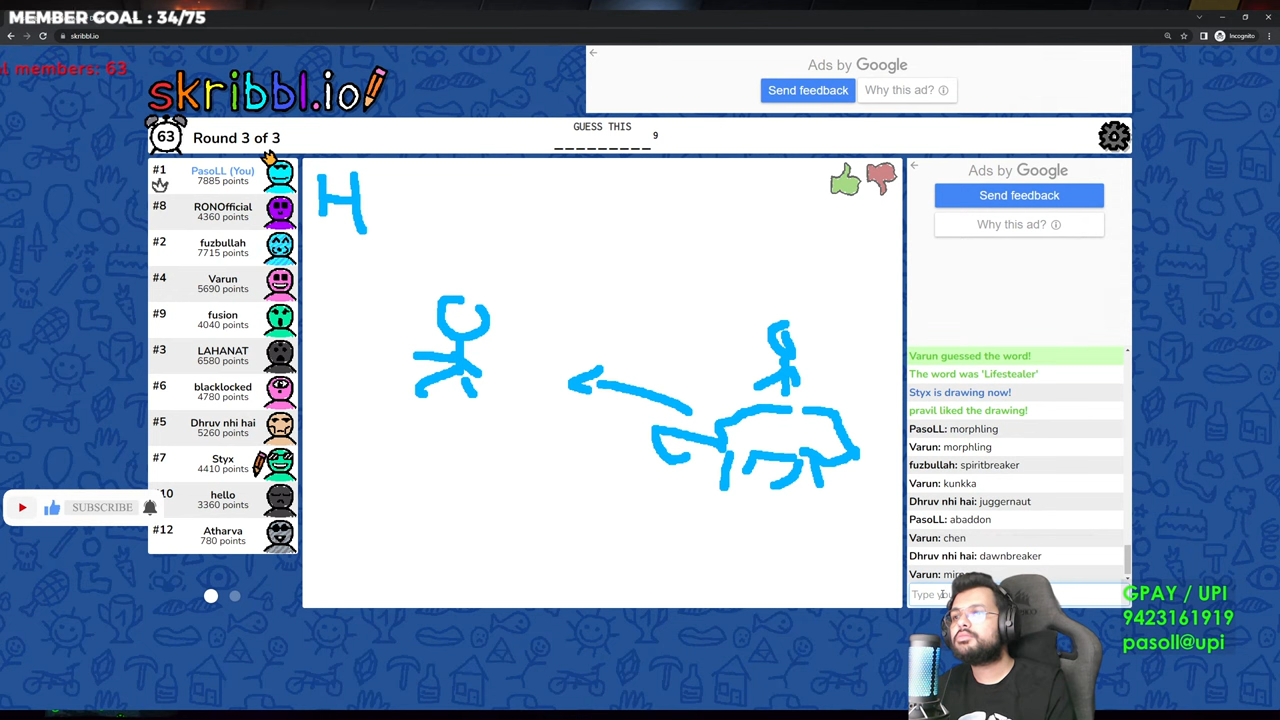 MEMBER GOAL : 34/75
skribbl.io
Incognito
l members: 63
skribbl.io
Ads by Google
Send feedback
Why this ad?
63
Round 3 of 3
GUESS THIS
_________ 9
#1
PasoLL (You)
7885 points
#8
RONOfficial
4360 points
#2
fuzbullah
7715 points
#4
Varun
5690 points
#9
fusion
4040 points
#3
LAHANAT
6580 points
#6
blacklocked
4780 points
#5
Dhruv nhi hai
5260 points
#7
Styx
4410 points
10
hello
3360 points
#12
Atharva
780 points
SUBSCRIBE
H
Ads by Google
Send feedback
Why this ad?
Varun guessed the word!
The word was 'Lifestealer'
Styx is drawing now!
pravil liked the drawing!
PasoLL: morphling
Varun: morphling
fuzbullah: spiritbreaker
Varun: kunkka
Dhruv nhi hai: juggernaut
PasoLL: abaddon
Varun: chen
Dhruv nhi hai: dawnbreaker
Varun:
Type
GPAY / UPI
9423161919
pasoll@upi